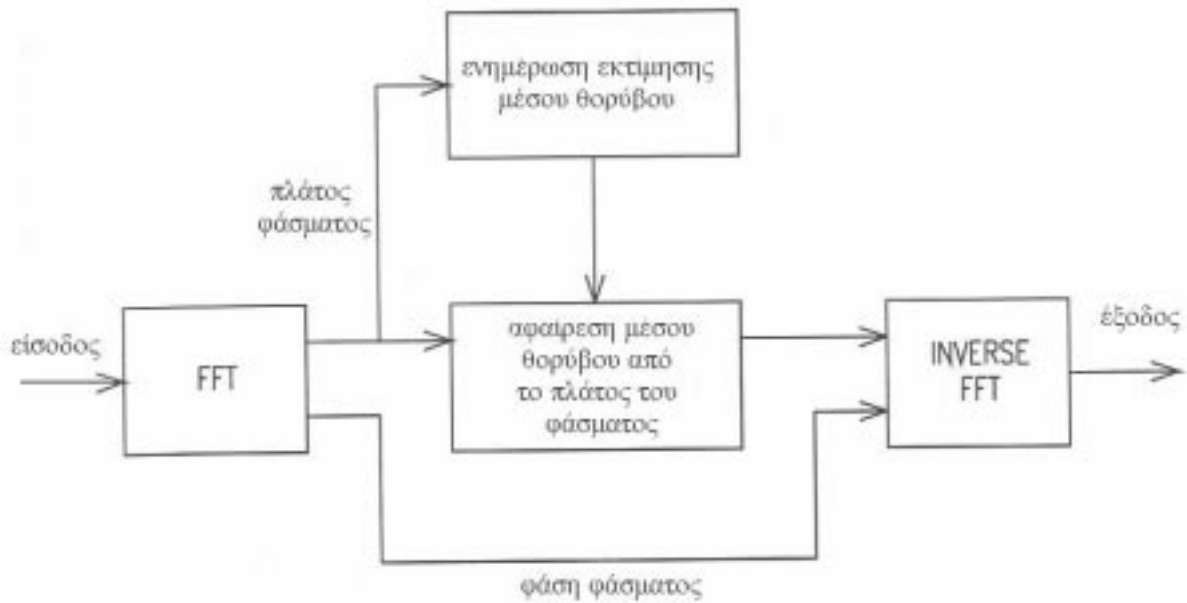 ενημέρωση εκτίμησης
μέσου θορύβου
πλάτος
φάσματος
είσοδος
FFT
αφαίρεση μέσου
θορύβου από
το πλάτος του
φάσματος
INVERSE
FFT
έξοδος
φάση φάσματος